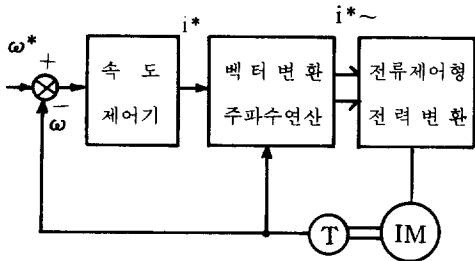 i*
i*~
ω*
+
−
ω
속 도
제어기
벡 터 변 환
주파수연산
전류제어형
전 력 변 환
T
IM